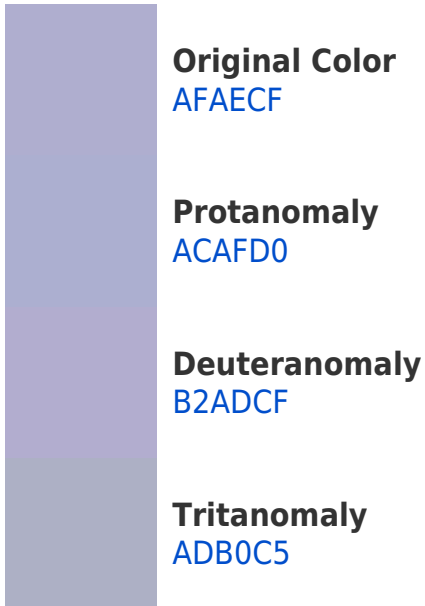 Original Color
AFAECF
Protanomaly
ACAFD0
Deuteranomaly
B2ADCF
Tritanomaly
ADB0C5